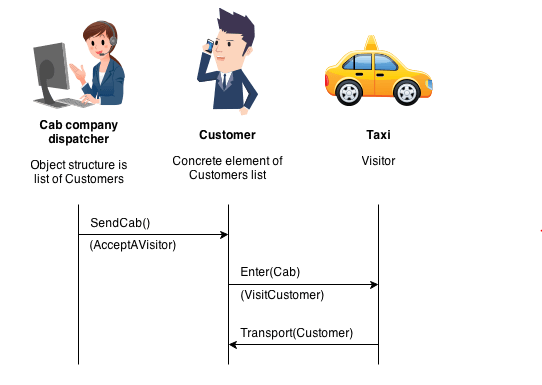 Cab company
dispatcher
Object structure is
list of Customers
Customer
Concrete element of
Customers list
Taxi
Visitor
SendCab()
(AcceptAVisitor)
Enter(Cab)
(VisitCustomer)
Transport(Customer)